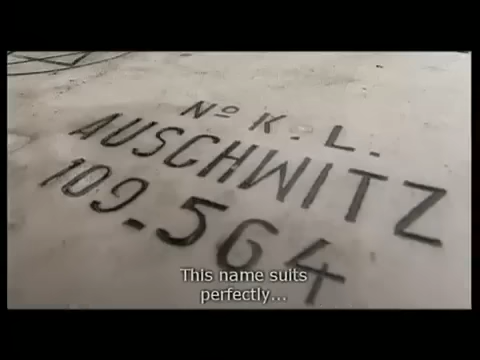 Nº K. L.
AUSCHWITZ
109.564
This name suits
perfectly...